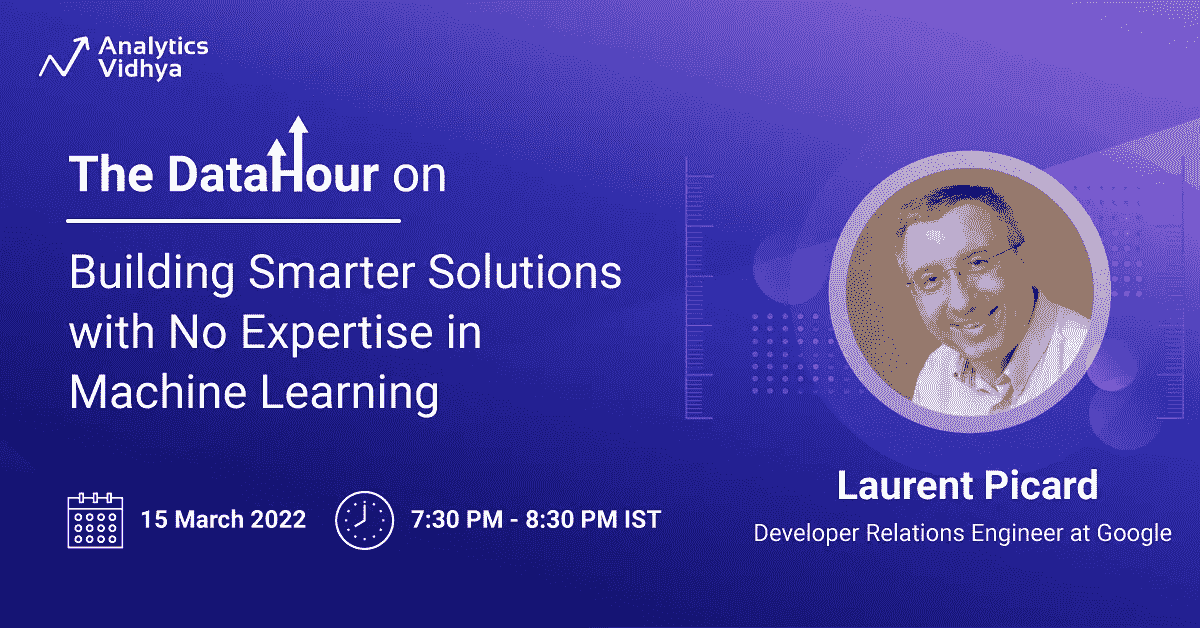 Analytics
Vidhya
The DataHour on
Building Smarter Solutions
with No Expertise in
Machine Learning
15 March 2022
7:30 PM - 8:30 PM IST
Laurent Picard
Developer Relations Engineer at Google